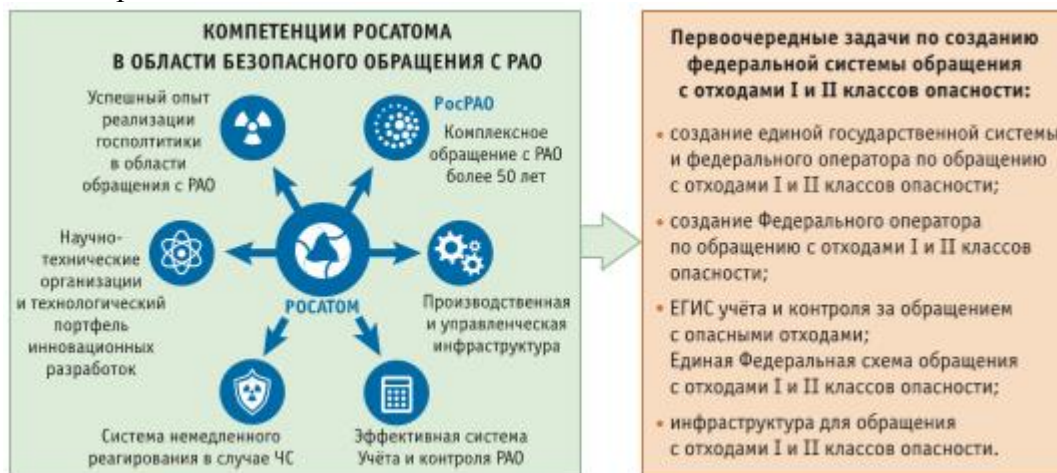 КОМПЕТЕНЦИИ РОСАТОМА
В ОБЛАСТИ БЕЗОПАСНОГО ОБРАЩЕНИЯ С РАО
Успешный опыт
реализации
госполтитики
в области
обращения с РАО
РосРАО
Комплексное
обращение с РАО
более 50 лет
Научно-
технические
организации
и технологический
портфель
инновационных
разработок
РОСАТОМ
Производственная
и управленческая
инфраструктура
Система немедленного
реагирования в случае ЧС
Эффективная система
Учёта и контроля РАО
Первоочередные задачи по созданию
федеральной системы обращения
с отходами I и II классов опасности:
• создание единой государственной системы
и федерального оператора по обращению
с отходами I и II классов опасности;
• создание Федерального оператора
по обращению с отходами I и II классов
опасности;
• ЕГИС учёта и контроля за обращением
с опасными отходами;
Единая Федеральная схема обращения
с отходами I и II классов опасности;
• инфраструктура для обращения
с отходами I и II классов опасности.